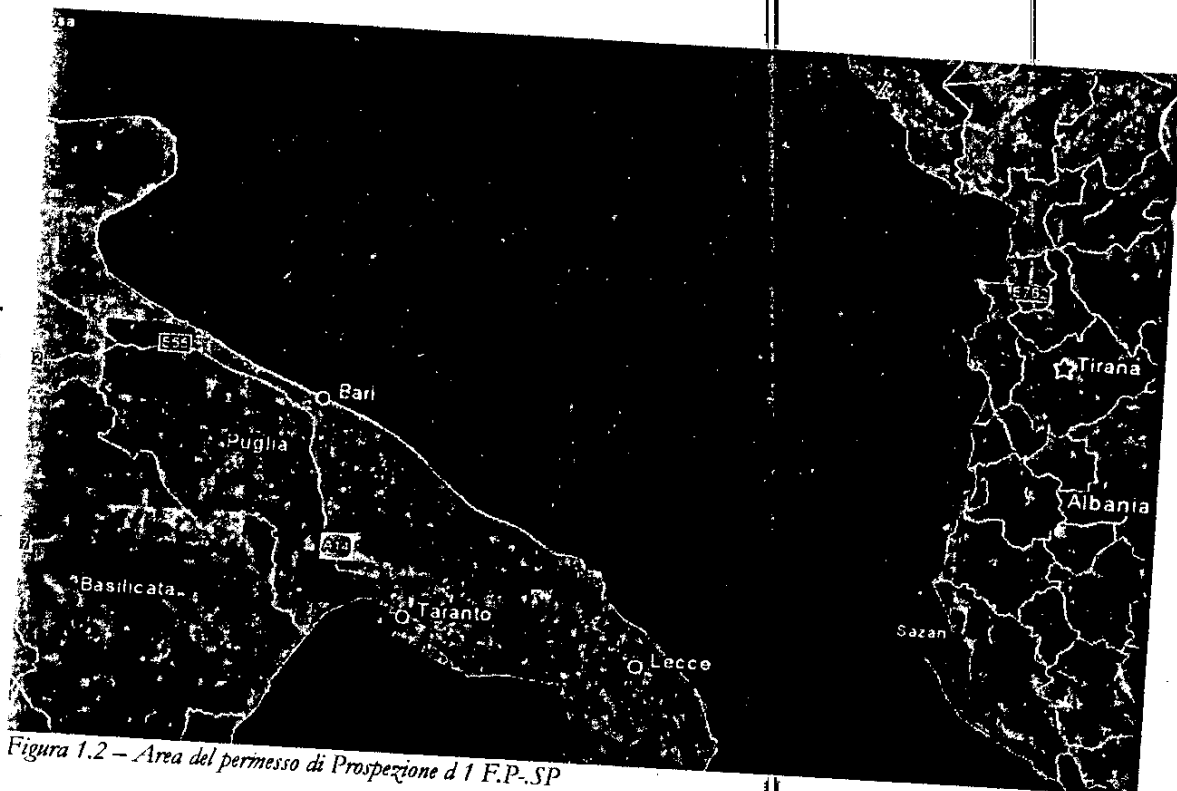 E55
Bari
Puglia
E762
Tirana
Albania
A14
Basilicata
Taranto
Sazan
Lecce
Figura 1.2 – Area del permesso di Prospezione d 1 F.P-.SP